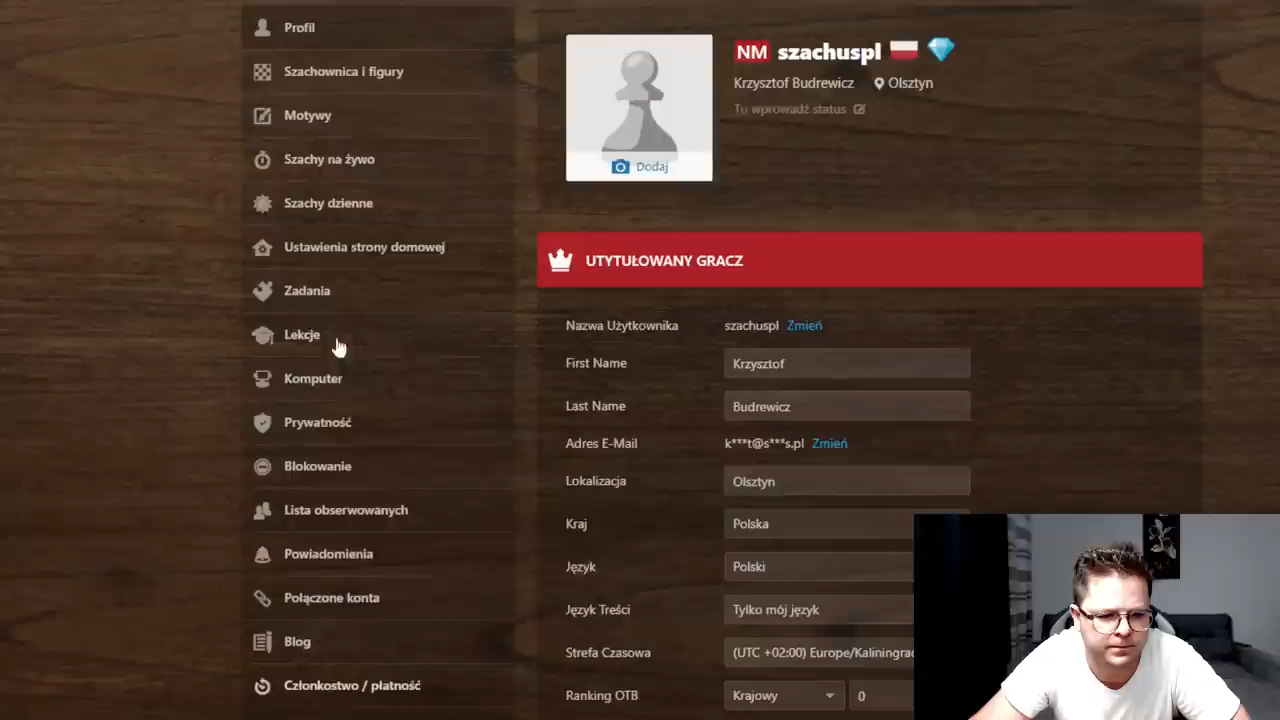 Profil
Szachownica i figury
Motywy
Szachy na żywo
Szachy dzienne
Ustawienia strony domowej
Zadania
Lekcje
Komputer
Prywatność
Blokowanie
Lista obserwowanych
Powiadomienia
Połączone konta
Blog
Członkostwo / płatność
Dodaj
NM szachuspl
Krzysztof Budrewicz Olsztyn
Tu wprowadź status
UTYTUŁOWANY GRACZ
Nazwa Użytkownika szachuspl Zmień
First Name Krzysztof
Last Name Budrewicz
Adres E-Mail k***t@s***s.pl Zmień
Lokalizacja Olsztyn
Kraj Polska
Język Polski
Język Treści Tylko mój język
Strefa Czasowa (UTC +02:00) Europe/Kaliningrad
Ranking OTB Krajowy 0